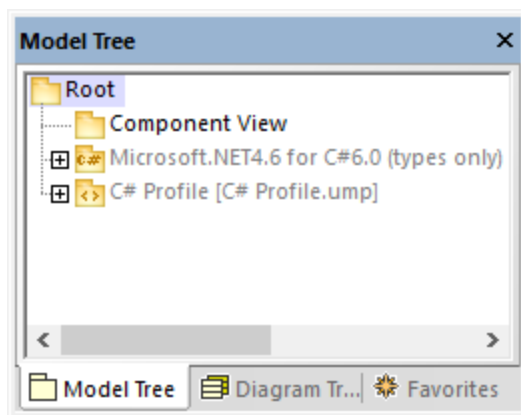 Model Tree
Root
Component View
c# Microsoft.NET4.6 for C#6.0 (types only)
C# Profile [C# Profile.ump]
Model Tree Diagram Tr... Favorites